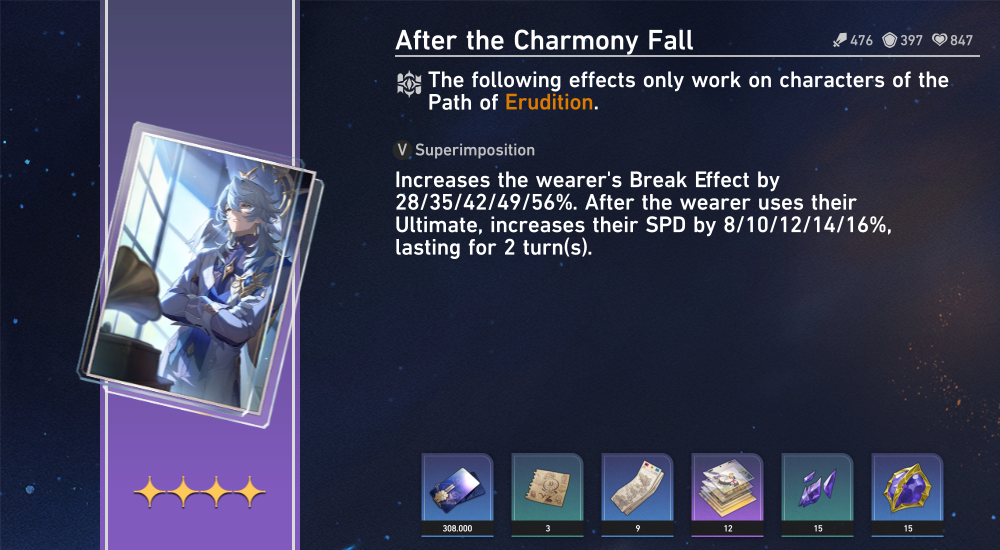 After the Charmony Fall
476 397 847
The following effects only work on characters of the
Path of Erudition.
V Superimposition
Increases the wearer's Break Effect by
28/35/42/49/56%. After the wearer uses their
Ultimate, increases their SPD by 8/10/12/14/16%,
lasting for 2 turn(s).
308.000 3 9 12 15 15